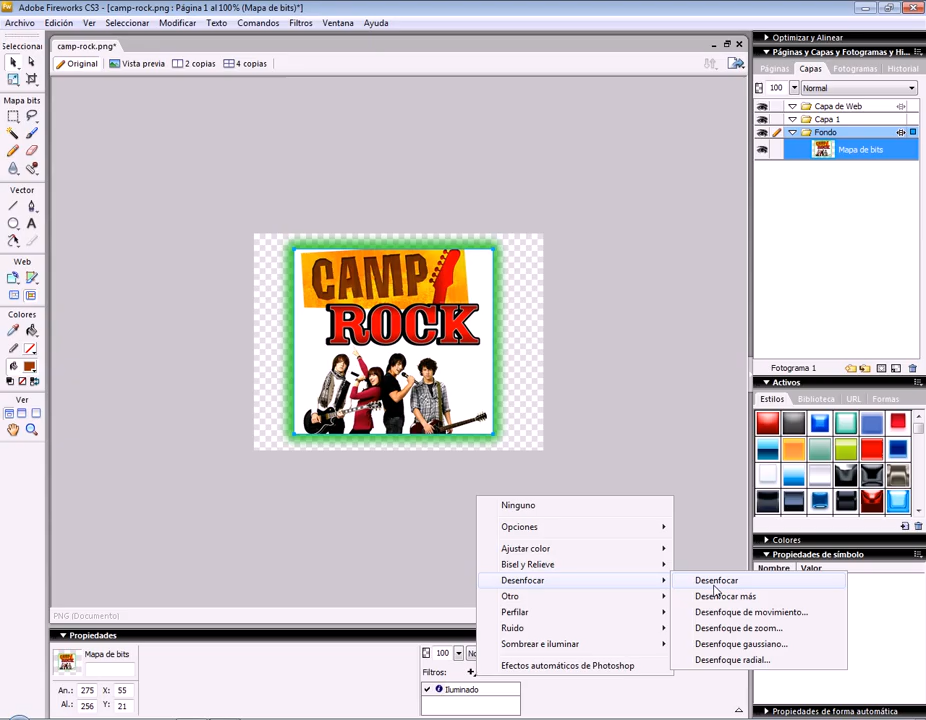 Adobe Fireworks CS3 - [camp-rock.png : Página 1 al 100% (Mapa de bits)*]
Archivo Edición Ver Seleccionar Modificar Texto Comandos Filtros Ventana Ayuda
Seleccionar
Mapa bits
Vector
Web
Colores
Ver
camp-rock.png*
Original Vista previa 2 copias 4 copias
CAMP
ROCK
PNG (Documento)
Optimizar y Alinear
Páginas y Capas y Fotogramas y Hi...
Páginas Capas Fotogramas Historial
100 Normal
Capa de Web
Capa 1
Fondo
Mapa de bits
Fotograma 1
Activos
Estilos Biblioteca URL Formas
Colores
Propiedades de símbolo
Nombre Valor
Propiedades de forma automática
Ninguno
Opciones
Ajustar color
Bisel y Relieve
Desenfocar
Otro
Perfilar
Ruido
Sombrear e iluminar
Efectos automáticos de Photoshop
Desenfocar
Desenfocar más
Desenfoque de movimiento...
Desenfoque de zoom...
Desenfoque gaussiano...
Desenfoque radial...
Propiedades
Mapa de bits
An.: 275 X: 55
Al.: 256 Y: 21
100
Filtros:
Iluminado